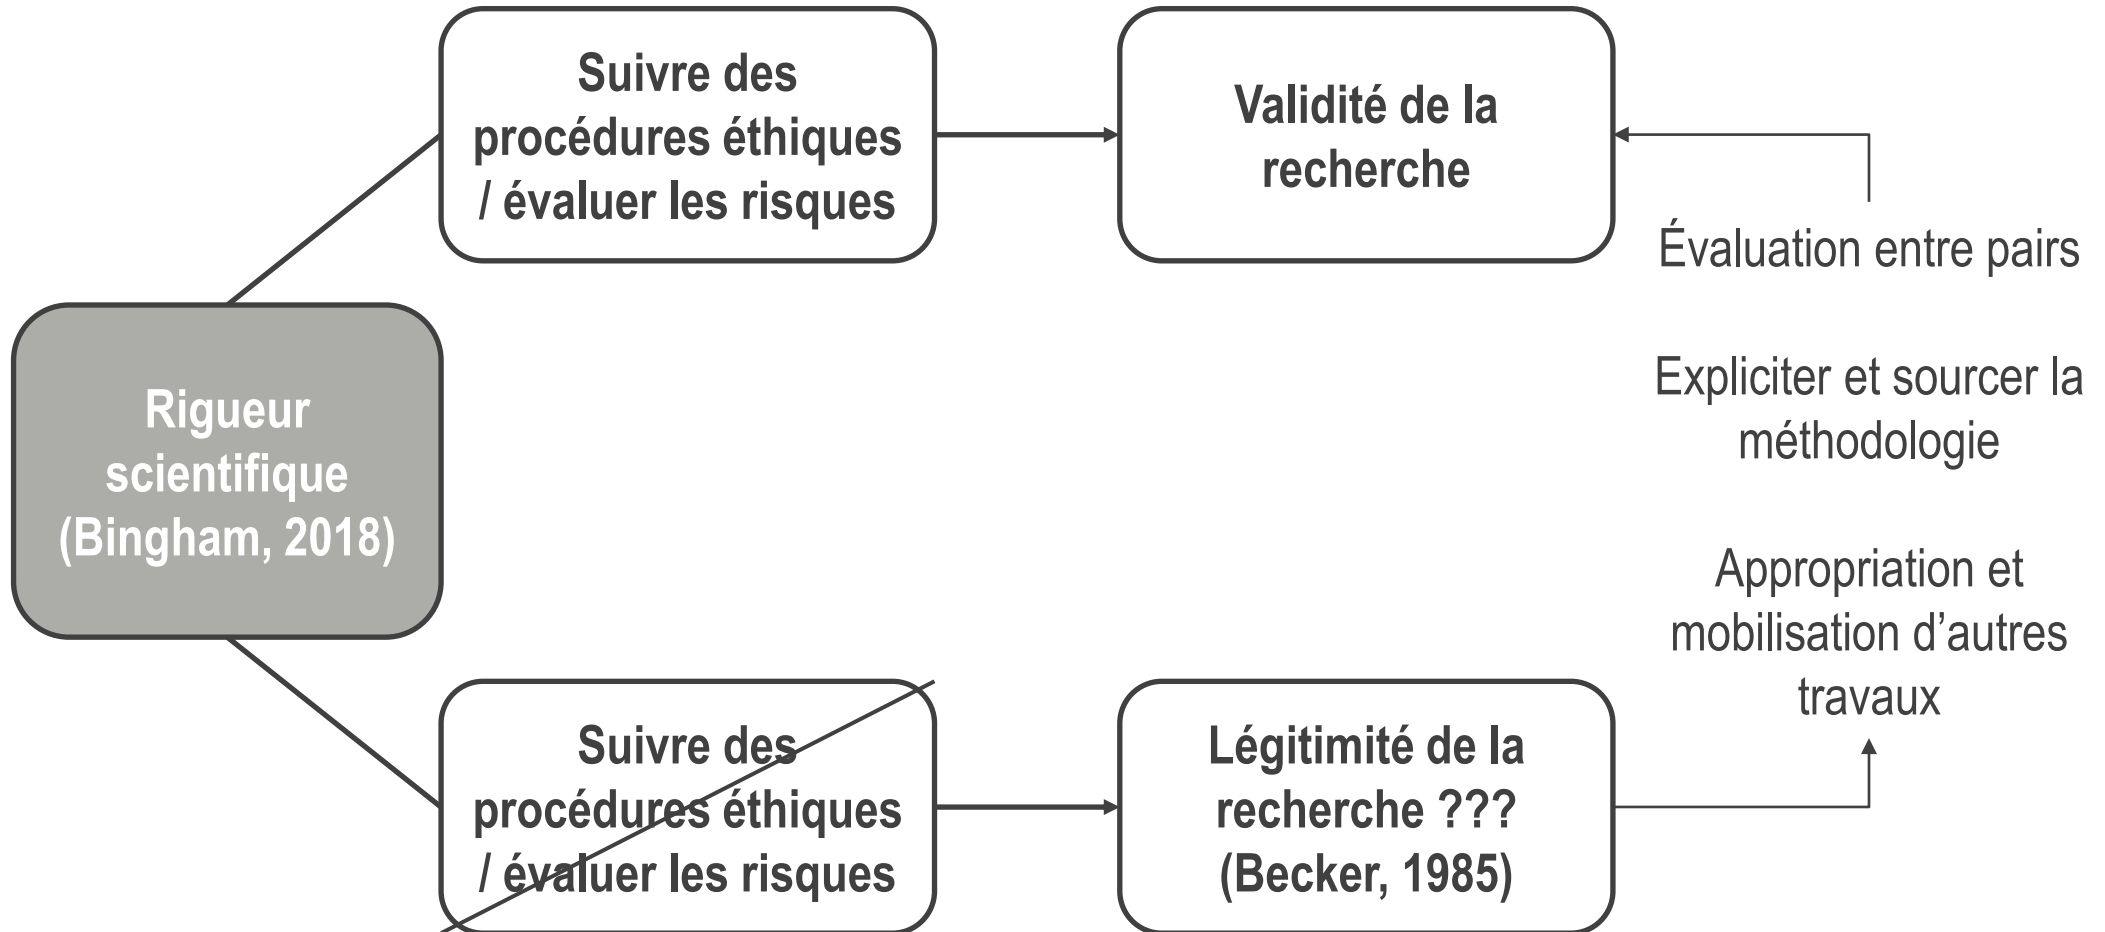 Suivre des
procédures éthiques
/ évaluer les risques
Validité de la
recherche
Évaluation entre pairs
Expliciter et sourcer la
méthodologie
Appropriation et
mobilisation d’autres
travaux
Rigueur
scientifique
(Bingham, 2018)
Suivre des
procédures éthiques
/ évaluer les risques
Légitimité de la
recherche ???
(Becker, 1985)